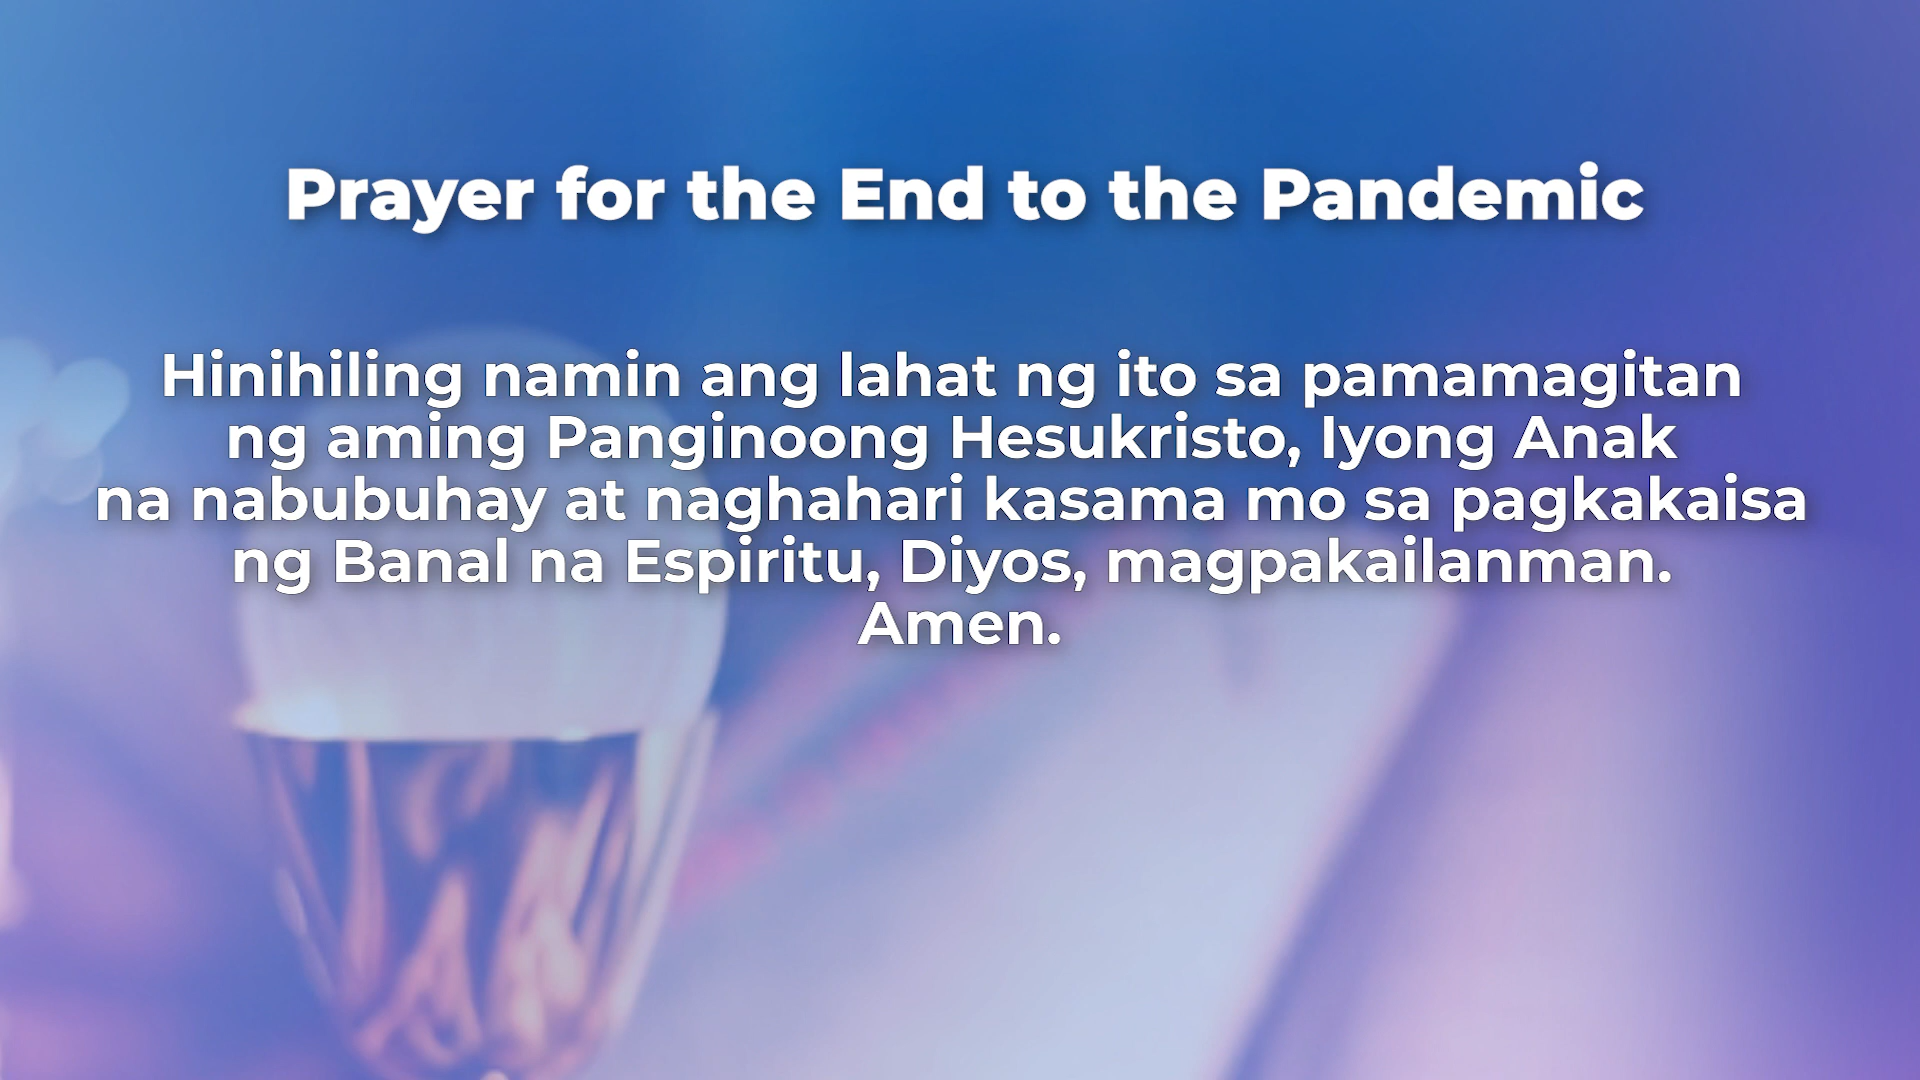 Prayer for the End to the Pandemic
Hinihiling namin ang lahat ng ito sa pamamagitan
ng aming Panginoong Hesukristo, Iyong Anak
na nabubuhay at naghahari kasama mo sa pagkakaisa
ng Banal na Espiritu, Diyos, magpakailanman.
Amen.